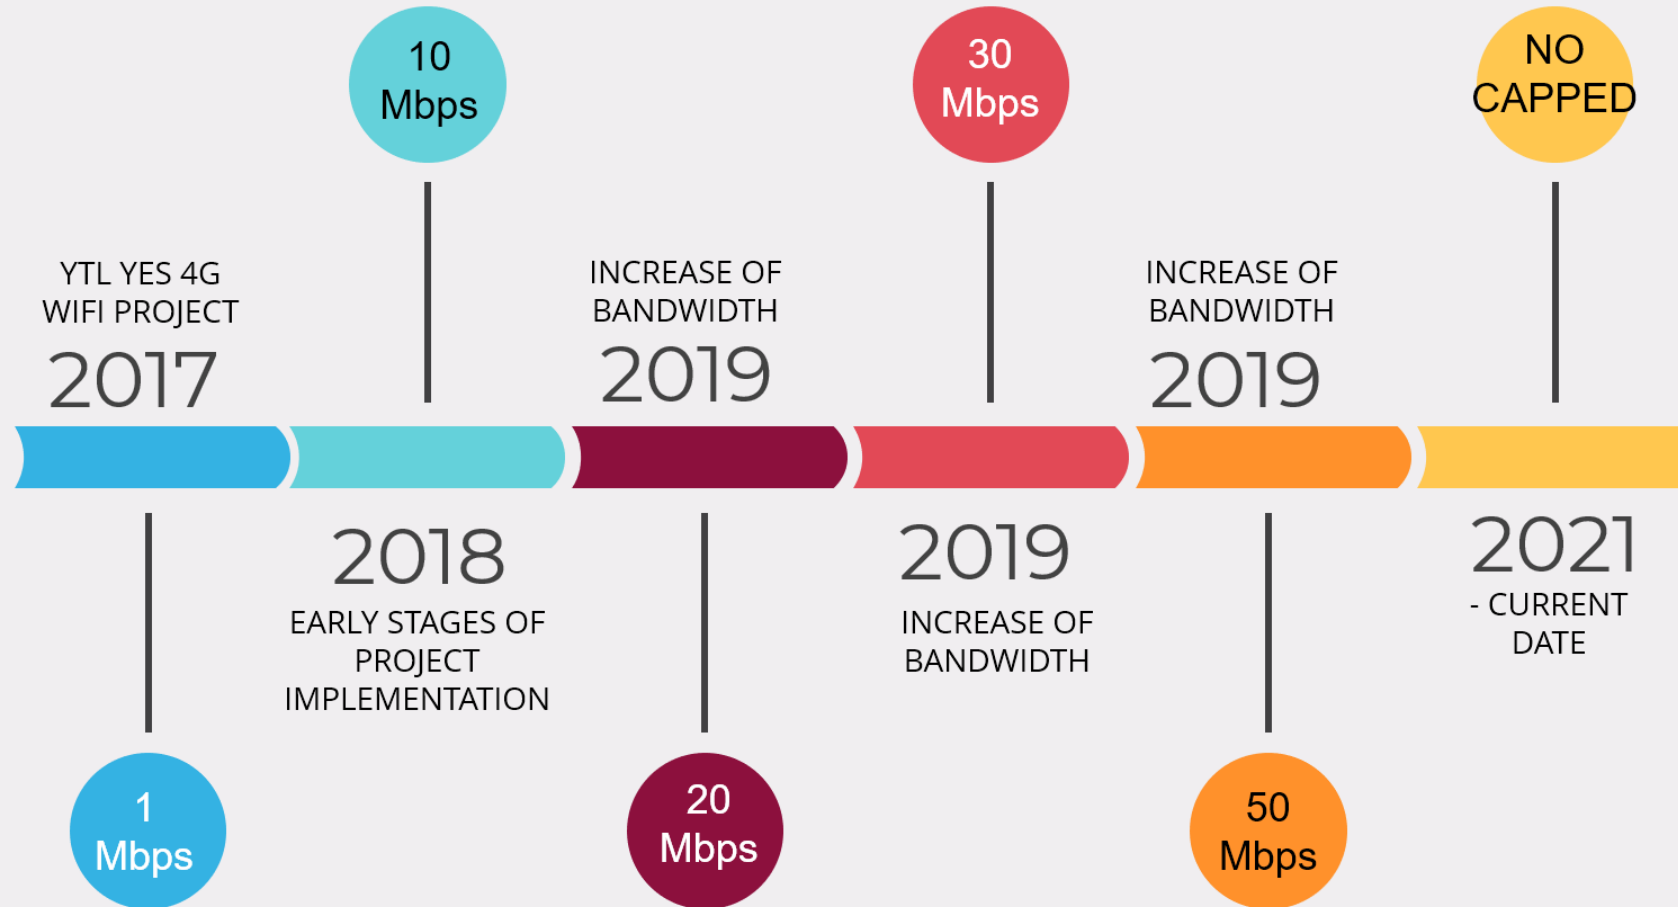 YTL YES 4G
WIFI PROJECT
2017
1
Mbps
10
Mbps
2018
EARLY STAGES OF
PROJECT
IMPLEMENTATION
INCREASE OF
BANDWIDTH
2019
20
Mbps
30
Mbps
2019
INCREASE OF
BANDWIDTH
INCREASE OF
BANDWIDTH
2019
50
Mbps
NO
CAPPED
2021
- CURRENT
DATE